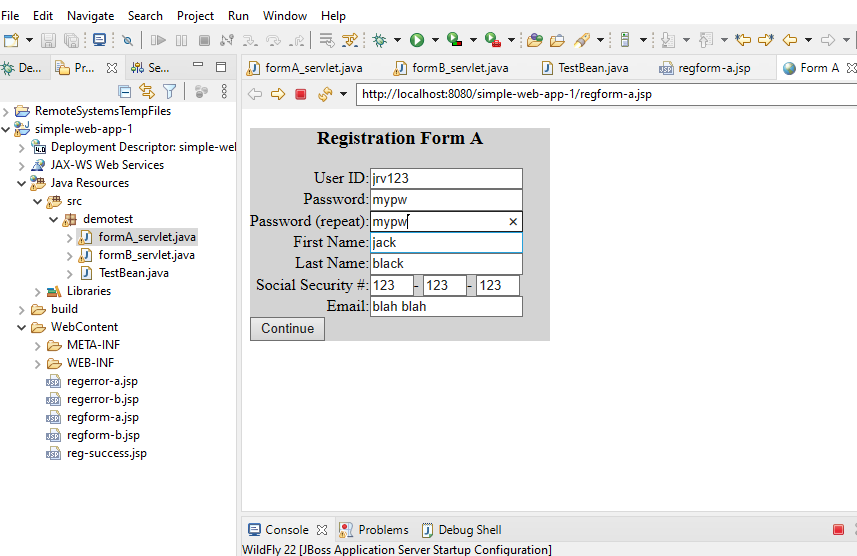 File Edit Navigate Search Project Run Window Help
De... Pr... Se...
formA_servlet.java formB_servlet.java TestBean.java regform-a.jsp Form A
http://localhost:8080/simple-web-app-1/regform-a.jsp
RemoteSystemsTempFiles
simple-web-app-1
Deployment Descriptor: simple-wel
JAX-WS Web Services
Java Resources
src
demotest
formA_servlet.java
formB_servlet.java
TestBean.java
Libraries
build
WebContent
META-INF
WEB-INF
regerror-a.jsp
regerror-b.jsp
regform-a.jsp
regform-b.jsp
reg-success.jsp
Registration Form A
User ID: jrv123
Password: mypw
Password (repeat): mypw
First Name: jack
Last Name: black
Social Security #: 123 - 123 - 123
Email: blah blah
Continue
Console Problems Debug Shell
WildFly 22 [JBoss Application Server Startup Configuration]